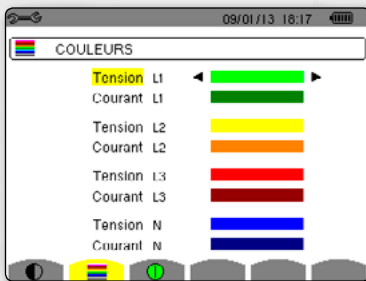 09/01/13 18:17
COULEURS
Tension L1
Courant L1
Tension L2
Courant L2
Tension L3
Courant L3
Tension N
Courant N